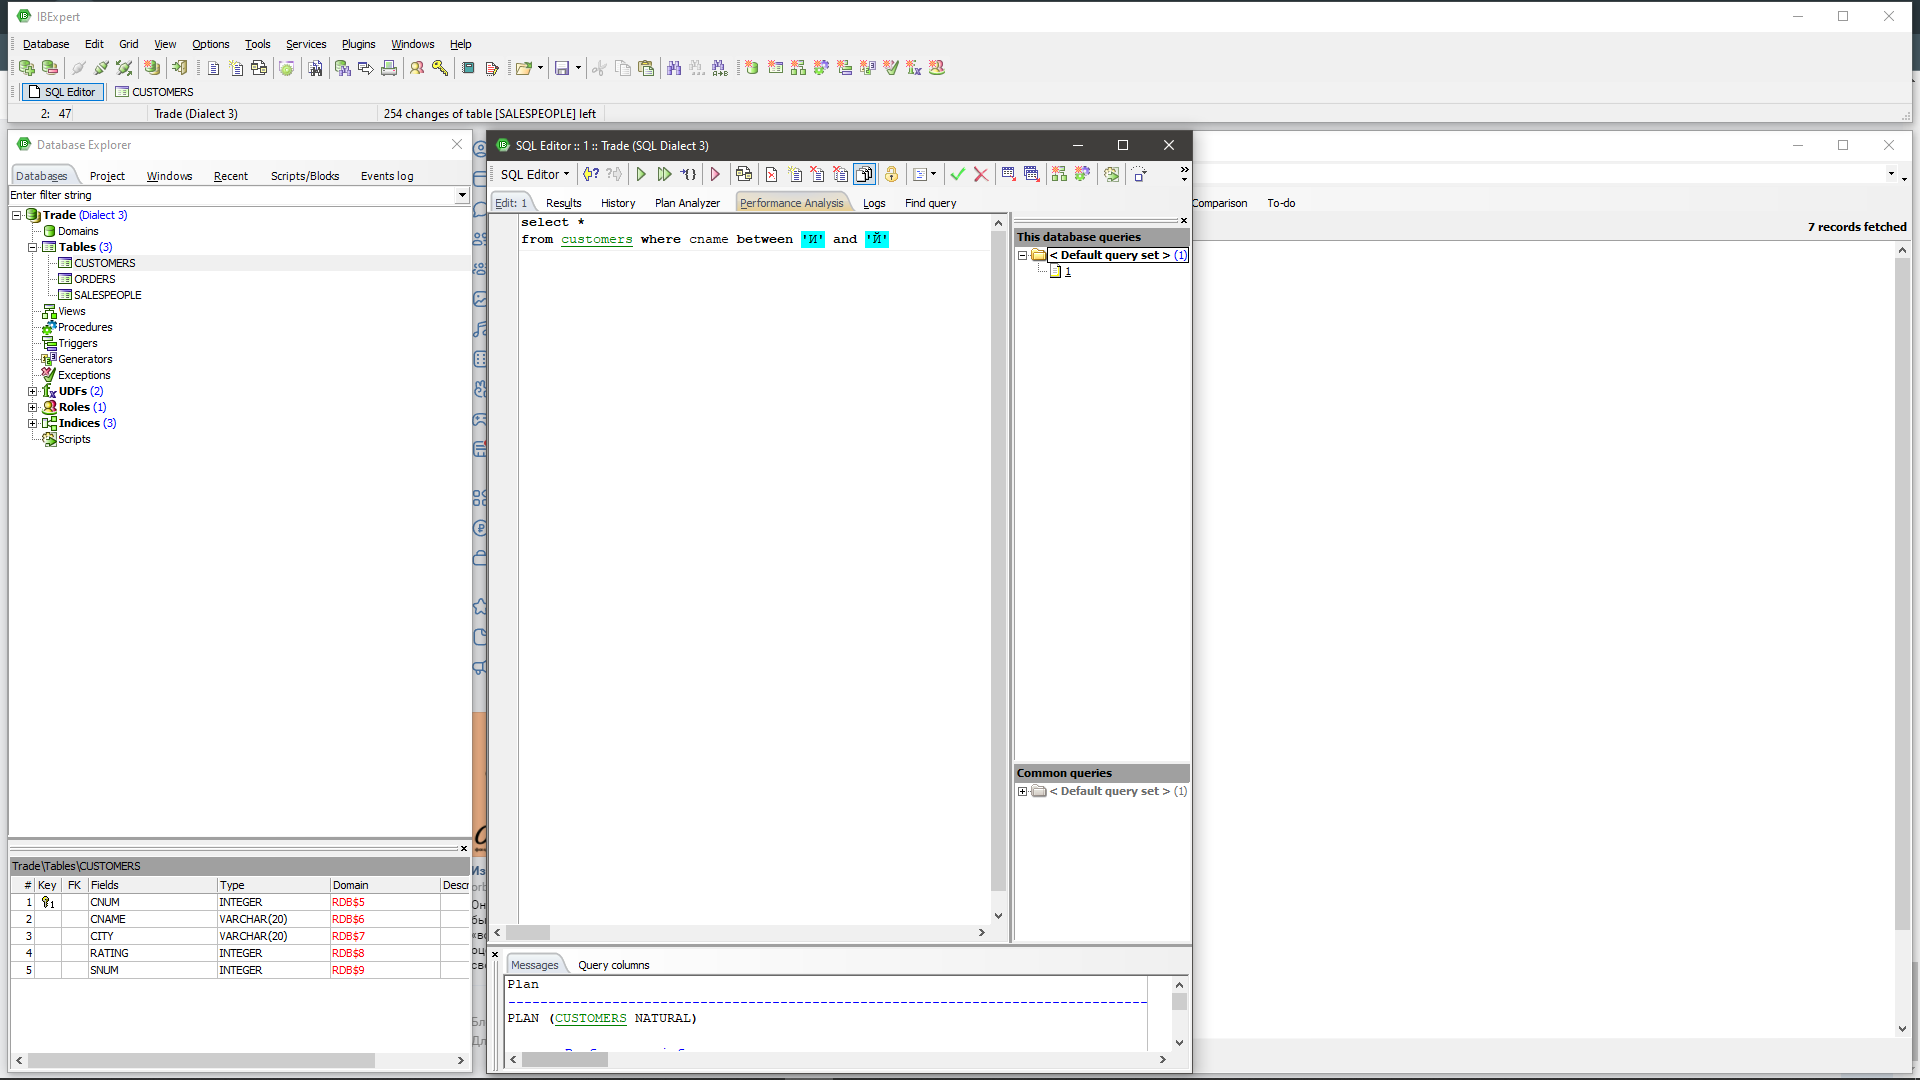 IBExpert
Database Edit Grid View Options Tools Services Plugins Windows Help
SQL Editor CUSTOMERS
2: 47 Trade (Dialect 3) 254 changes of table [SALESPEOPLE] left
Database Explorer
Databases Project Windows Recent Scripts/Blocks Events log
Enter filter string
Trade (Dialect 3)
Domains
Tables (3)
CUSTOMERS
ORDERS
SALESPEOPLE
Views
Procedures
Triggers
Generators
Exceptions
UDFs (2)
Roles (1)
Indices (3)
Scripts
Trade\Tables\CUSTOMERS
# Key FK Fields Type Domain Descr
1 1 CNUM INTEGER RDB$5
2 CNAME VARCHAR(20) RDB$6
3 CITY VARCHAR(20) RDB$7
4 RATING INTEGER RDB$8
5 SNUM INTEGER RDB$9
SQL Editor :: 1 :: Trade (SQL Dialect 3)
SQL Editor
Edit: 1 Results History Plan Analyzer Performance Analysis Logs Find query
select *
from customers where cname between 'И' and 'Й'
This database queries
< Default query set > (1)
1
Common queries
< Default query set > (1)
Messages Query columns
Plan
PLAN (CUSTOMERS NATURAL)
Comparison To-do
7 records fetched